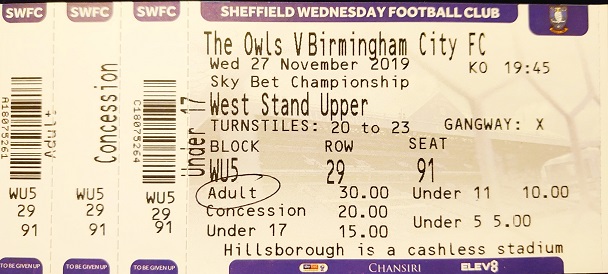 SWFC SWFC SWFC SHEFFIELD WEDNESDAY FOOTBALL CLUB
The Owls V Birmingham City FC
Wed 27 November 2019 KO 19:45
Sky Bet Championship
West Stand Upper
TURNSTILES: 20 to 23 GANGWAY: X
BLOCK ROW SEAT
WU5 29 91
Adult 30.00 Under 11 10.00
Concession 20.00 Under 5 5.00
Under 17 15.00
Hillsborough is a cashless stadium
A18075261
Adult
WU5
29
91
TO BE GIVEN UP
Concession
WU5
29
91
TO BE GIVEN UP
C18075264
Under 17
WU5
29
91
TO BE GIVEN UP
sky bet CHANSIRI ELEV8